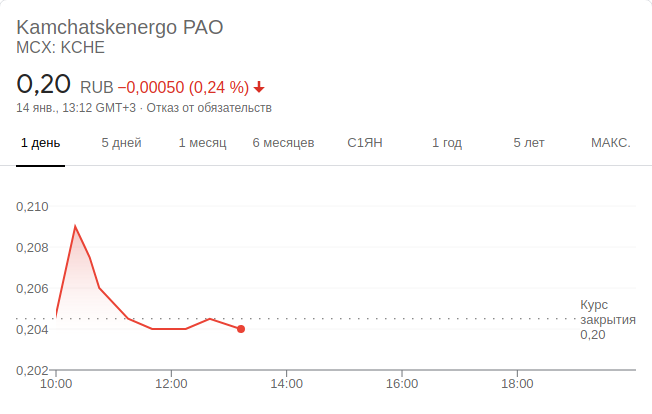 Kamchatskenergo PAO
MCX: KCHE
0,20 RUB −0,00050 (0,24 %)
14 янв., 13:12 GMT+3 · Отказ от обязательств
1 день 5 дней 1 месяц 6 месяцев С1ЯН 1 год 5 лет МАКС.
0,210
0,208
0,206
0,204
0,202
Курс
закрытия
0,20
10:00 12:00 14:00 16:00 18:00